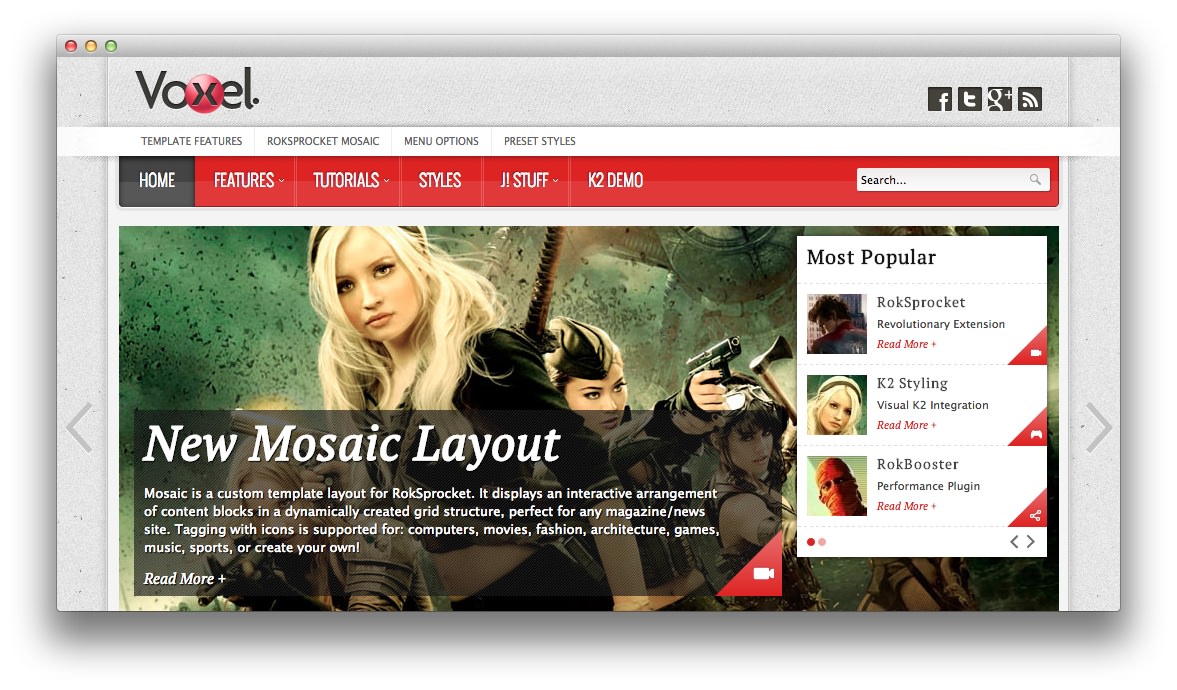 Voxel.
TEMPLATE FEATURES
ROKSPROCKET MOSAIC
MENU OPTIONS
PRESET STYLES
HOME
FEATURES
TUTORIALS
STYLES
J! STUFF
K2 DEMO
Search...
New Mosaic Layout
Mosaic is a custom template layout for RokSprocket. It displays an interactive arrangement
of content blocks in a dynamically created grid structure, perfect for any magazine/news
site. Tagging with icons is supported for: computers, movies, fashion, architecture, games,
music, sports, or create your own!
Read More +
Most Popular
RokSprocket
Revolutionary Extension
Read More +
K2 Styling
Visual K2 Integration
Read More +
RokBooster
Performance Plugin
Read More +